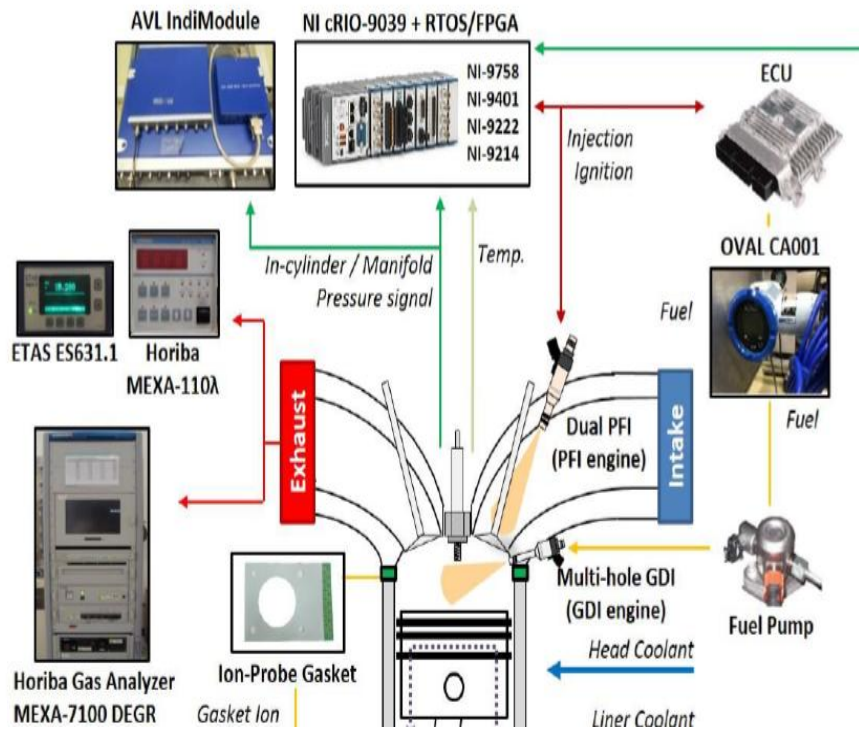 AVL IndiModule
NI cRIO-9039 + RTOS/FPGA
NI-9758
NI-9401
NI-9222
NI-9214
ECU
Injection
Ignition
OVAL CA001
In-cylinder / Manifold
Pressure signal
Temp.
Fuel
ETAS ES631.1
Horiba
MEXA-110λ
Exhaust
Dual PFI
(PFI engine)
Intake
Fuel
Multi-hole GDI
(GDI engine)
Fuel Pump
Ion-Probe Gasket
Head Coolant
Horiba Gas Analyzer
MEXA-7100 DEGR
Gasket Ion
Liner Coolant